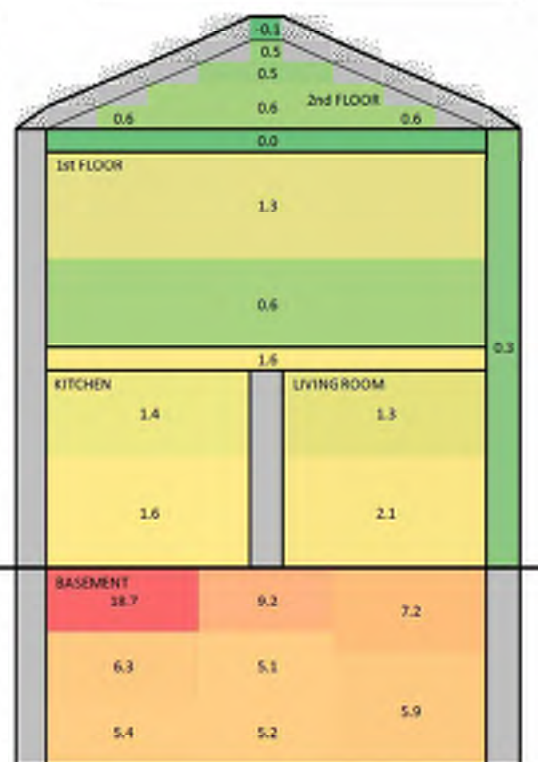 -0.1
0.5
0.5
0.6 2nd FLOOR
0.6 0.6
0.0
1st FLOOR
1.3
0.6
0.3
1.6
KITCHEN LIVING ROOM
1.4 1.3
1.6 2.1
BASEMENT
18.7 9.2 7.2
6.3 5.1
5.9
5.4 5.2